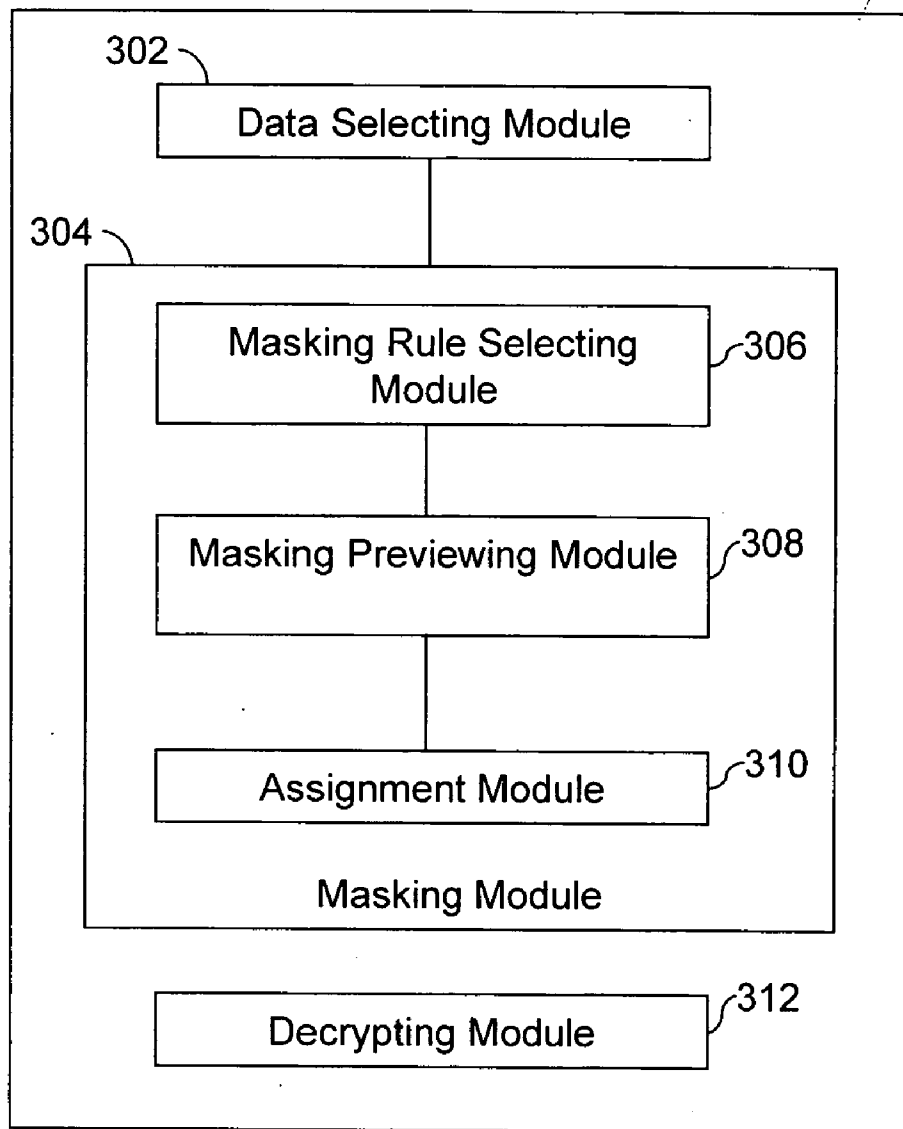 302
Data Selecting Module
304
Masking Rule Selecting
Module
306
Masking Previewing Module
308
Assignment Module
310
Masking Module
312
Decrypting Module